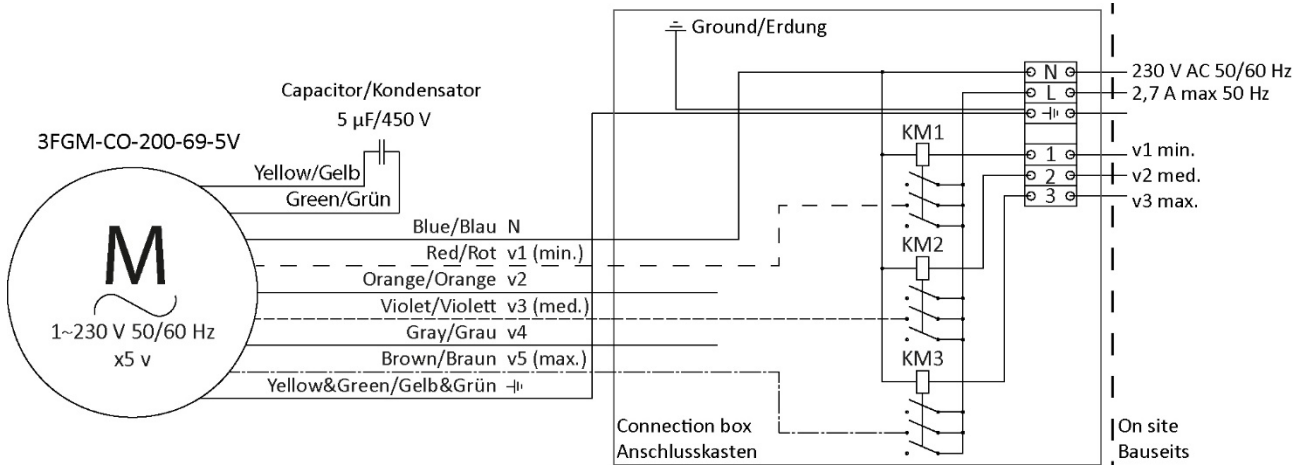 Ground/Erdung
N
230 V AC 50/60 Hz
L
2,7 A max 50 Hz
Capacitor/Kondensator
5 µF/450 V
3FGM-CO-200-69-5V
KM1
1
v1 min.
2
v2 med.
3
v3 max.
Yellow/Gelb
Green/Grün
Blue/Blau N
Red/Rot v1 (min.)
Orange/Orange v2
Violet/Violett v3 (med.)
Gray/Grau v4
Brown/Braun v5 (max.)
Yellow&Green/Gelb&Grün
M
1~230 V 50/60 Hz
x5 v
KM2
KM3
Connection box
Anschlusskasten
On site
Bauseits